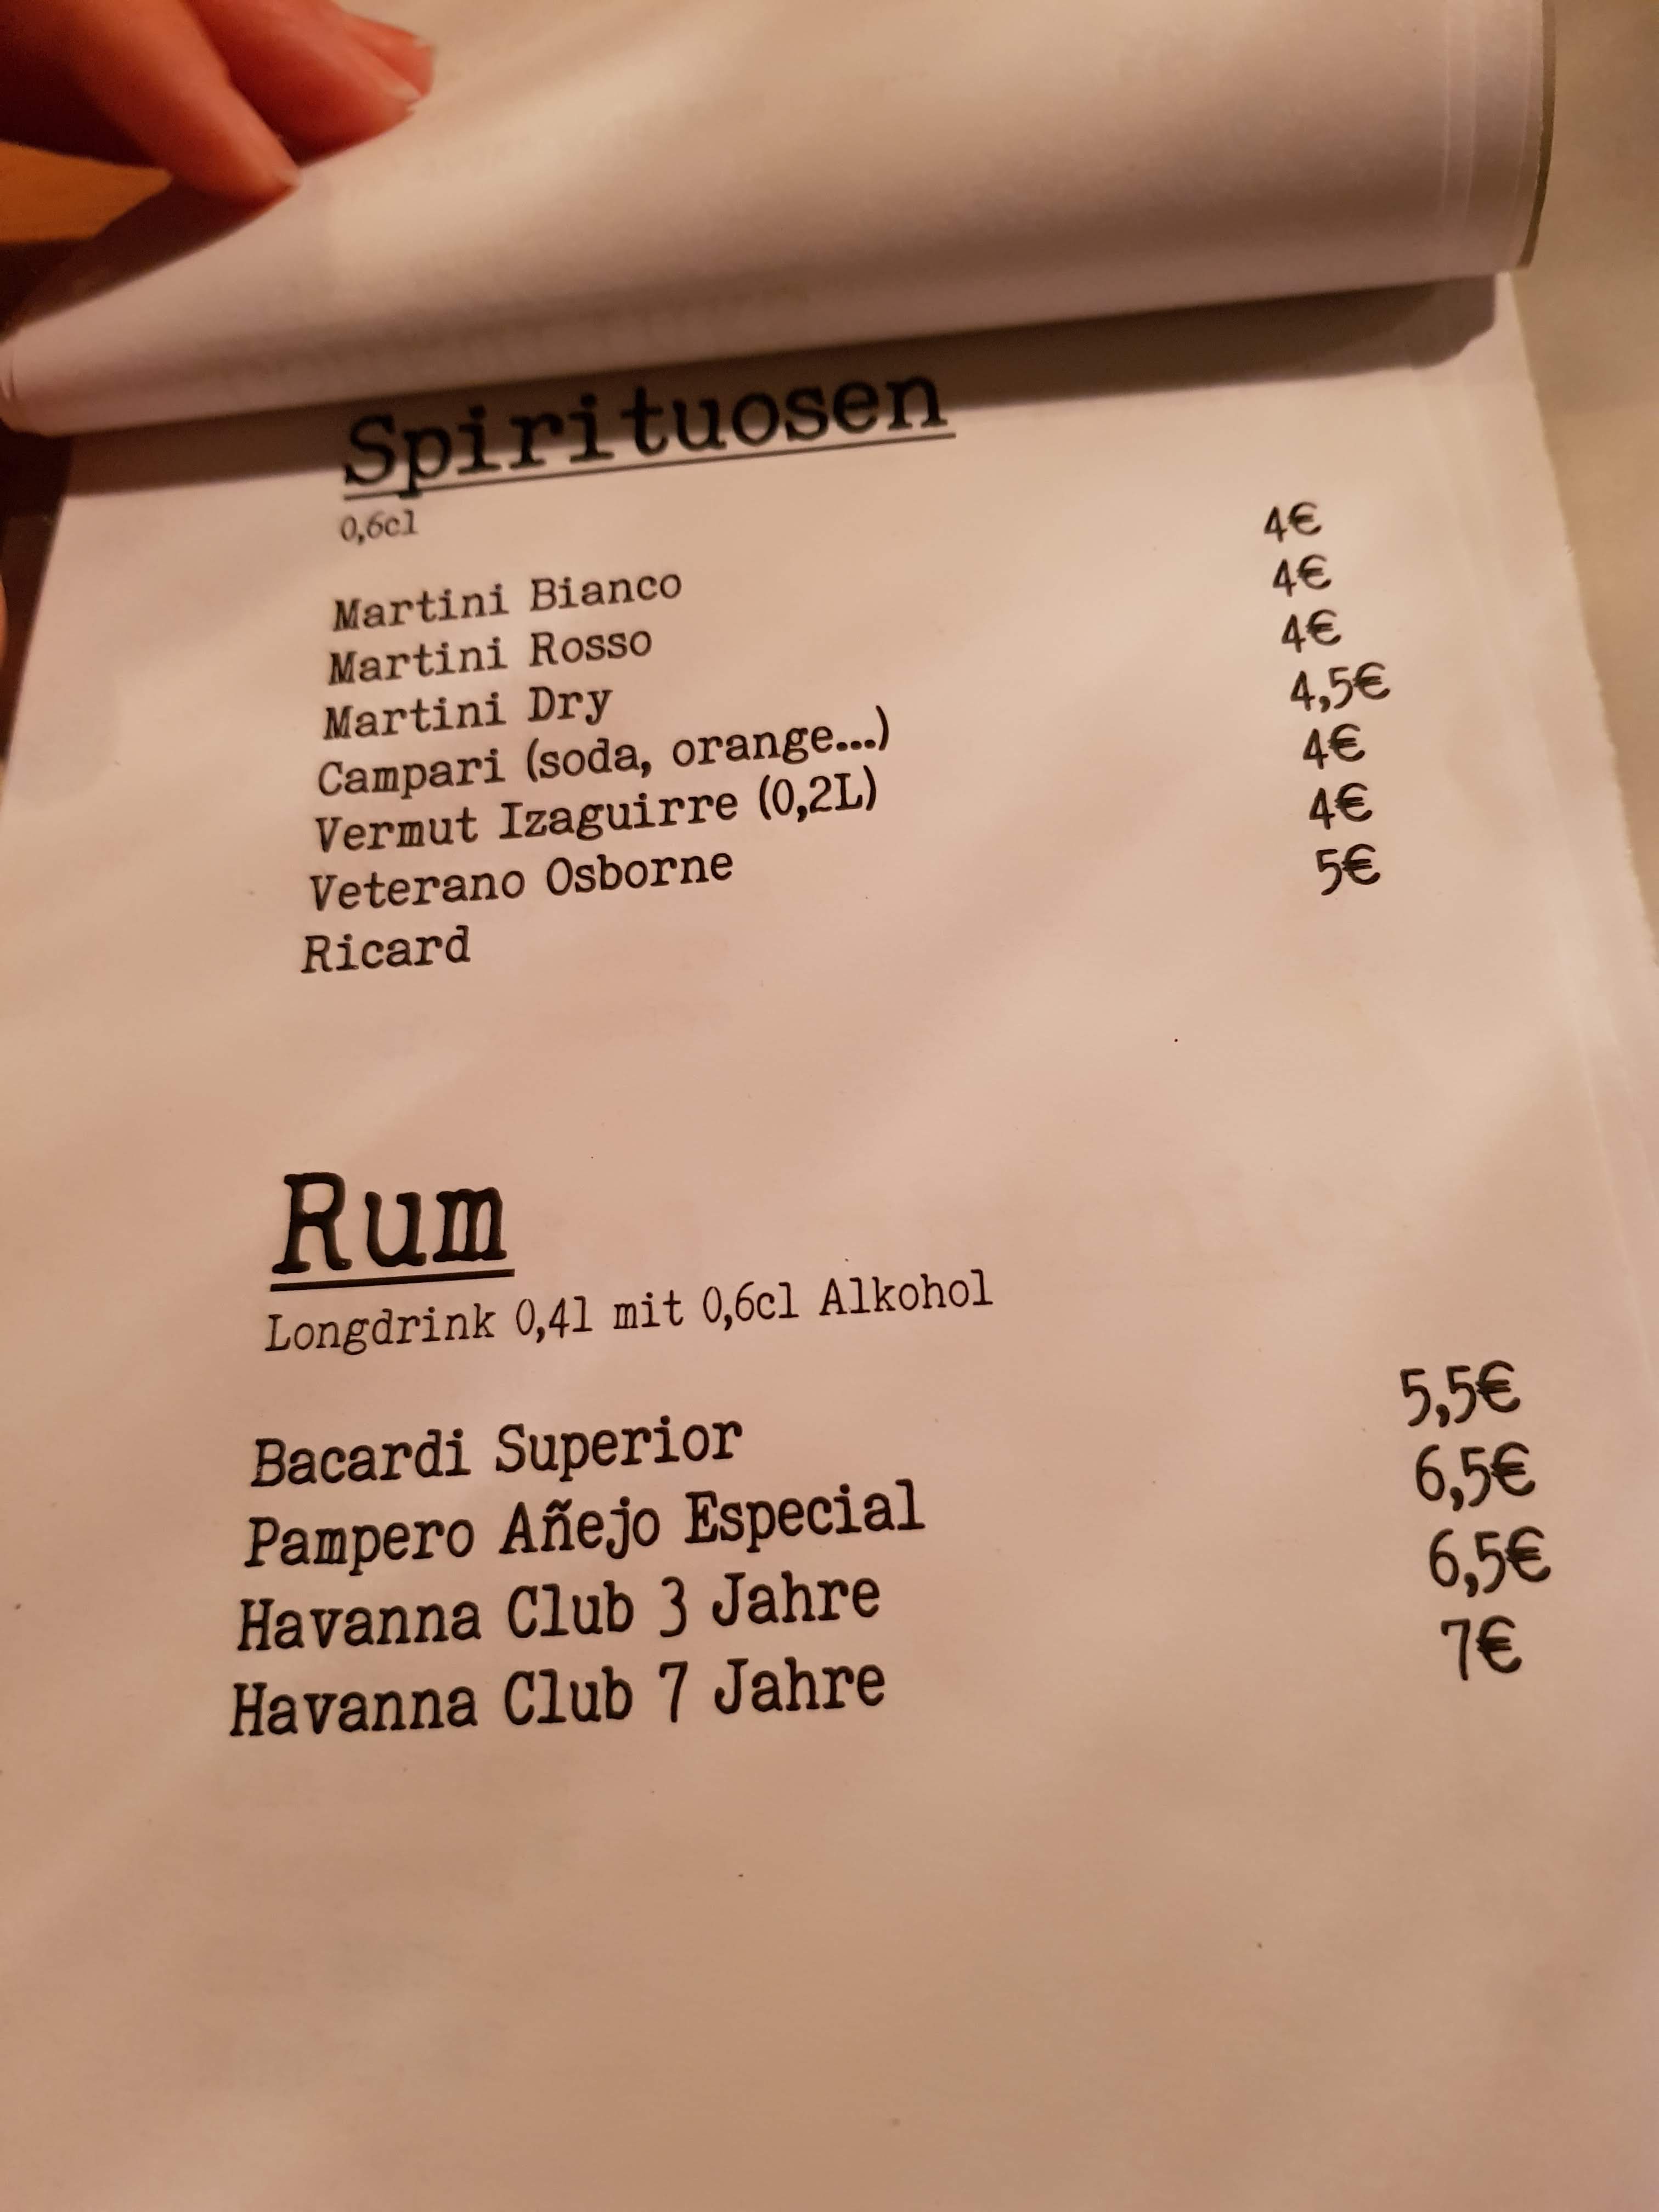 Spirituosen
0,6cl
Martini Bianco 4€
Martini Rosso 4€
Martini Dry 4€
Campari (soda, orange...) 4,5€
Vermut Izaguirre (0,2L) 4€
Veterano Osborne 4€
Ricard 5€
Rum
Longdrink 0,4l mit 0,6cl Alkohol
Bacardi Superior 5,5€
Pampero Añejo Especial 6,5€
Havanna Club 3 Jahre 6,5€
Havanna Club 7 Jahre 7€